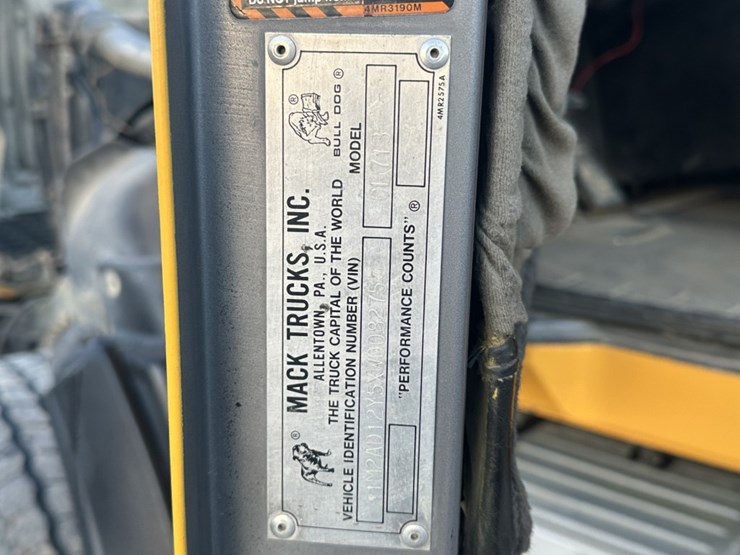 4MR3190M
MACK TRUCKS, INC.
ALLENTOWN, PA., U.S.A.
THE TRUCK CAPITAL OF THE WORLD
BULL DOG ®
VEHICLE IDENTIFICATION NUMBER (VIN)
MODEL
"PERFORMANCE COUNTS" ®
4MR2575A